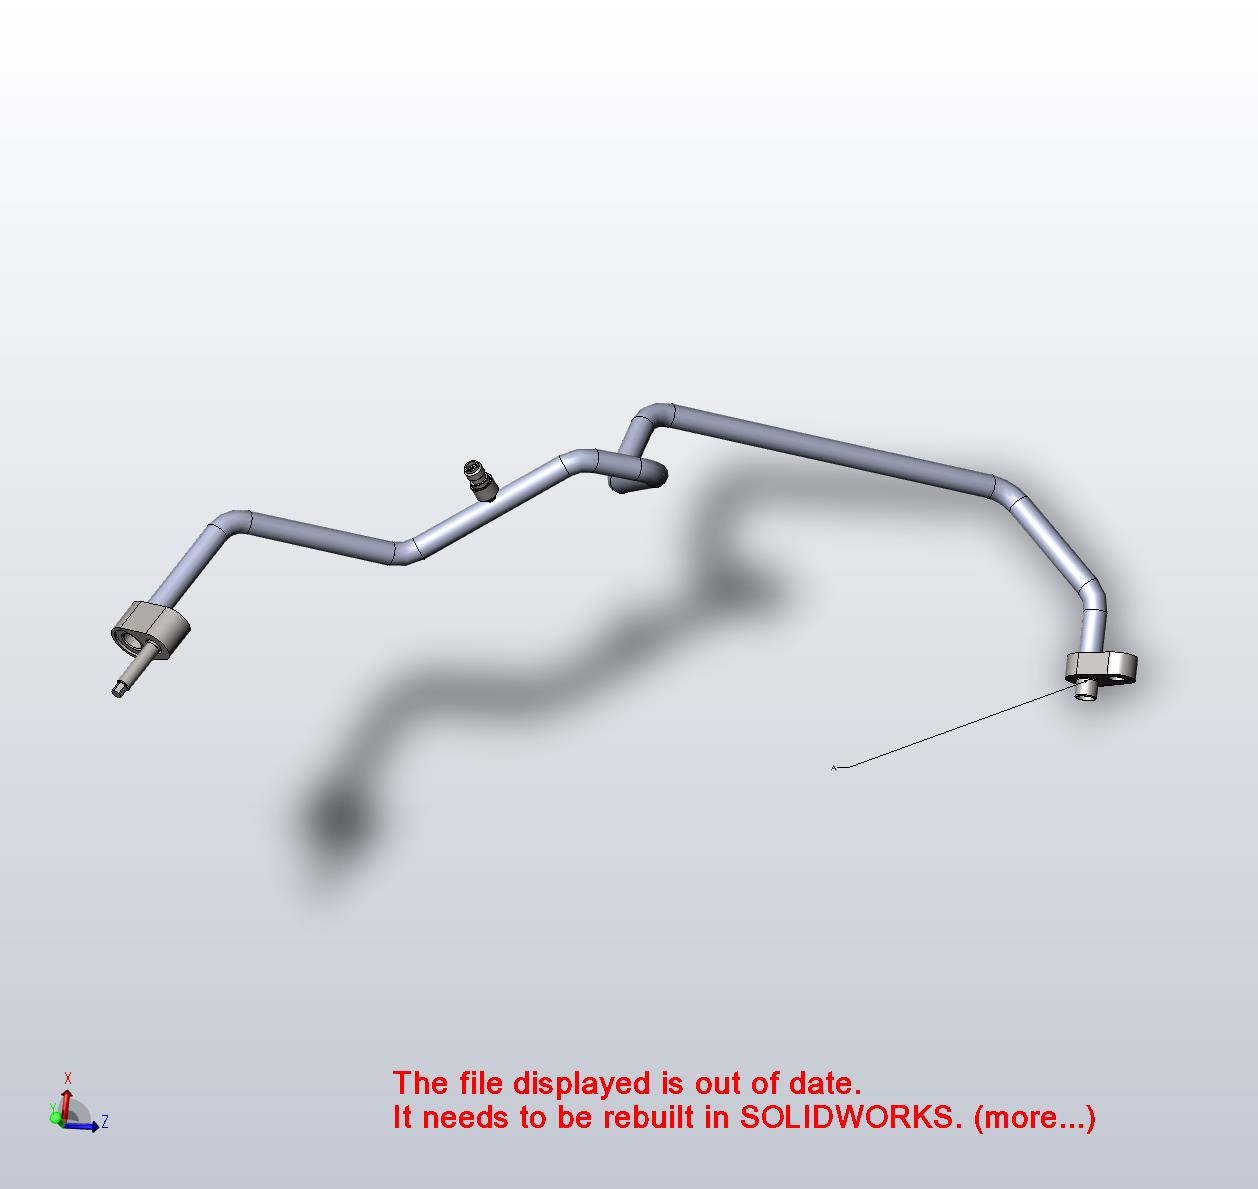 A
X
Y
Z
The file displayed is out of date.
It needs to be rebuilt in SOLIDWORKS. (more...)